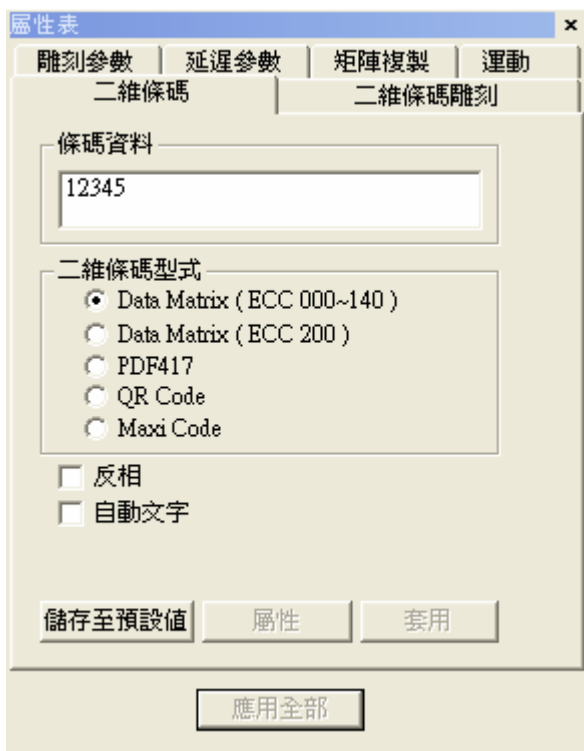 屬性表
雕刻參數 延遲參數 矩陣複製 運動
二維條碼 二維條碼雕刻
條碼資料
12345
二維條碼型式
Data Matrix ( ECC 000~140 )
Data Matrix ( ECC 200 )
PDF417
QR Code
Maxi Code
反相
自動文字
儲存至預設值 屬性 套用
應用全部